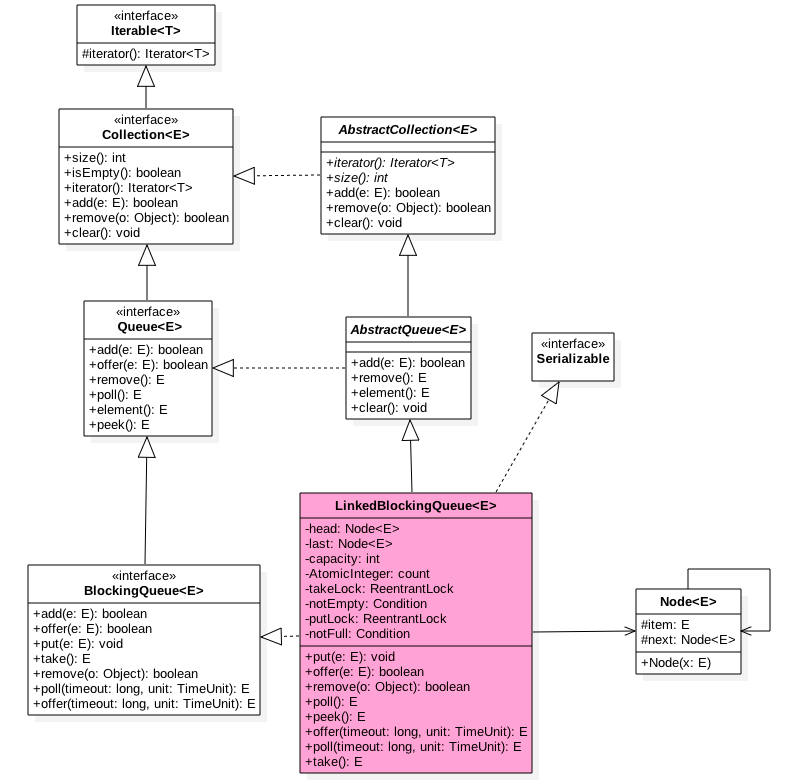 «interface»
Iterable<T>
#iterator(): Iterator<T>
«interface»
Collection<E>
+size(): int
+isEmpty(): boolean
+iterator(): Iterator<T>
+add(e: E): boolean
+remove(o: Object): boolean
+clear(): void
AbstractCollection<E>
+iterator(): Iterator<T>
+size(): int
+add(e: E): boolean
+remove(o: Object): boolean
+clear(): void
«interface»
Queue<E>
+add(e: E): boolean
+offer(e: E): boolean
+remove(): E
+poll(): E
+element(): E
+peek(): E
AbstractQueue<E>
+add(e: E): boolean
+remove(): E
+element(): E
+clear(): void
«interface»
Serializable
«interface»
BlockingQueue<E>
+add(e: E): boolean
+offer(e: E): boolean
+put(e: E): void
+take(): E
+remove(o: Object): boolean
+poll(timeout: long, unit: TimeUnit): E
+offer(timeout: long, unit: TimeUnit): E
LinkedBlockingQueue<E>
-head: Node<E>
-last: Node<E>
-capacity: int
-AtomicInteger: count
-takeLock: ReentrantLock
-notEmpty: Condition
-putLock: ReentrantLock
-notFull: Condition
+put(e: E): void
+offer(e: E): boolean
+remove(o: Object): boolean
+poll(): E
+peek(): E
+offer(timeout: long, unit: TimeUnit): E
+poll(timeout: long, unit: TimeUnit): E
+take(): E
Node<E>
#item: E
#next: Node<E>
+Node(x: E)